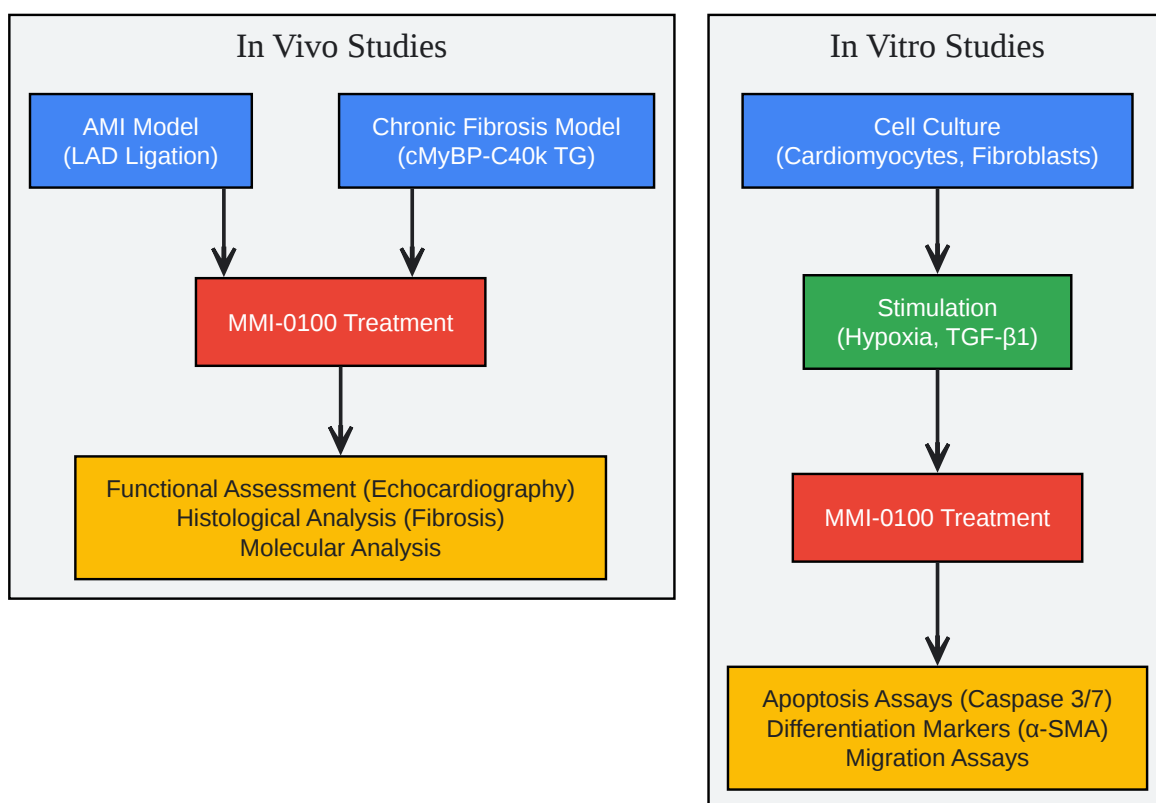 In Vivo Studies
AMI Model
(LAD Ligation)
Chronic Fibrosis Model
(cMyBP-C40k TG)
MMI-0100 Treatment
Functional Assessment (Echocardiography)
Histological Analysis (Fibrosis)
Molecular Analysis
In Vitro Studies
Cell Culture
(Cardiomyocytes, Fibroblasts)
Stimulation
(Hypoxia, TGF-β1)
MMI-0100 Treatment
Apoptosis Assays (Caspase 3/7)
Differentiation Markers (α-SMA)
Migration Assays